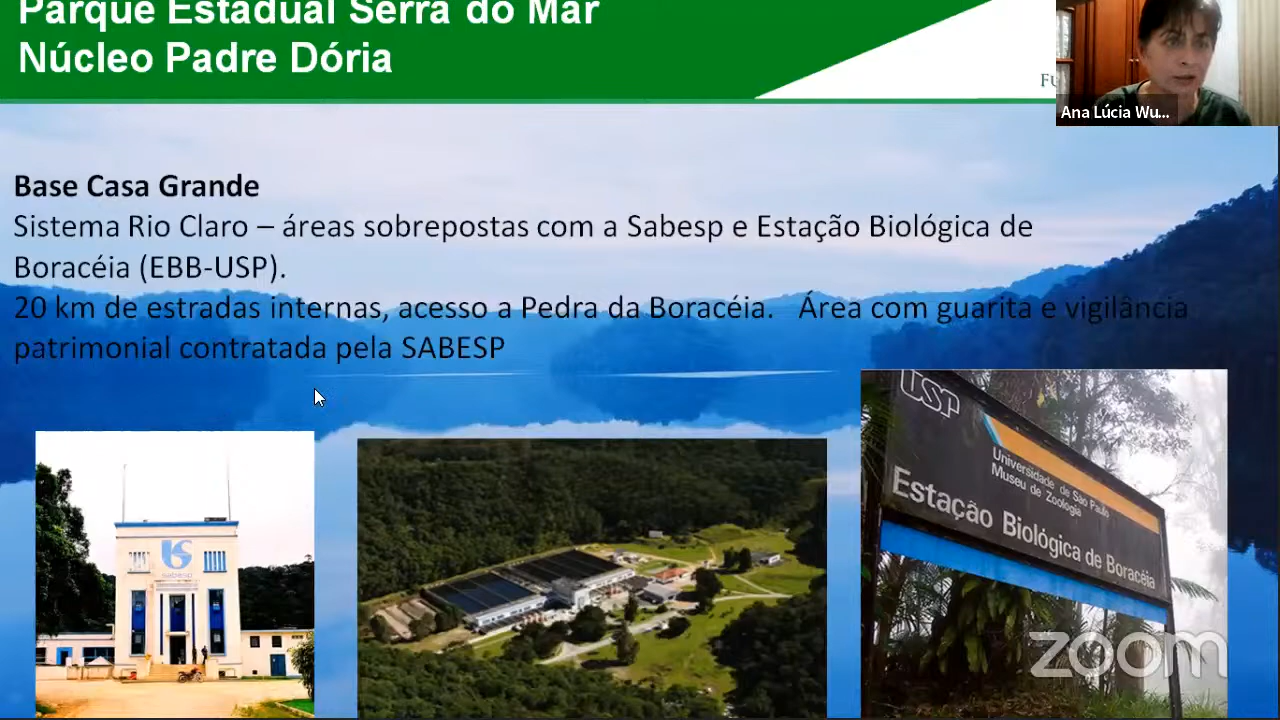 Parque Estadual Serra do Mar
Núcleo Padre Dória
Fu
Ana Lúcia Wu...
Base Casa Grande
Sistema Rio Claro – áreas sobrepostas com a Sabesp e Estação Biológica de
Boracéia (EBB-USP).
20 km de estradas internas, acesso a Pedra da Boracéia. Área com guarita e vigilância
patrimonial contratada pela SABESP
sabesp
USP
Universidade de São Paulo
Museu de Zoologia
Estação Biológica de Boracéia
zoom